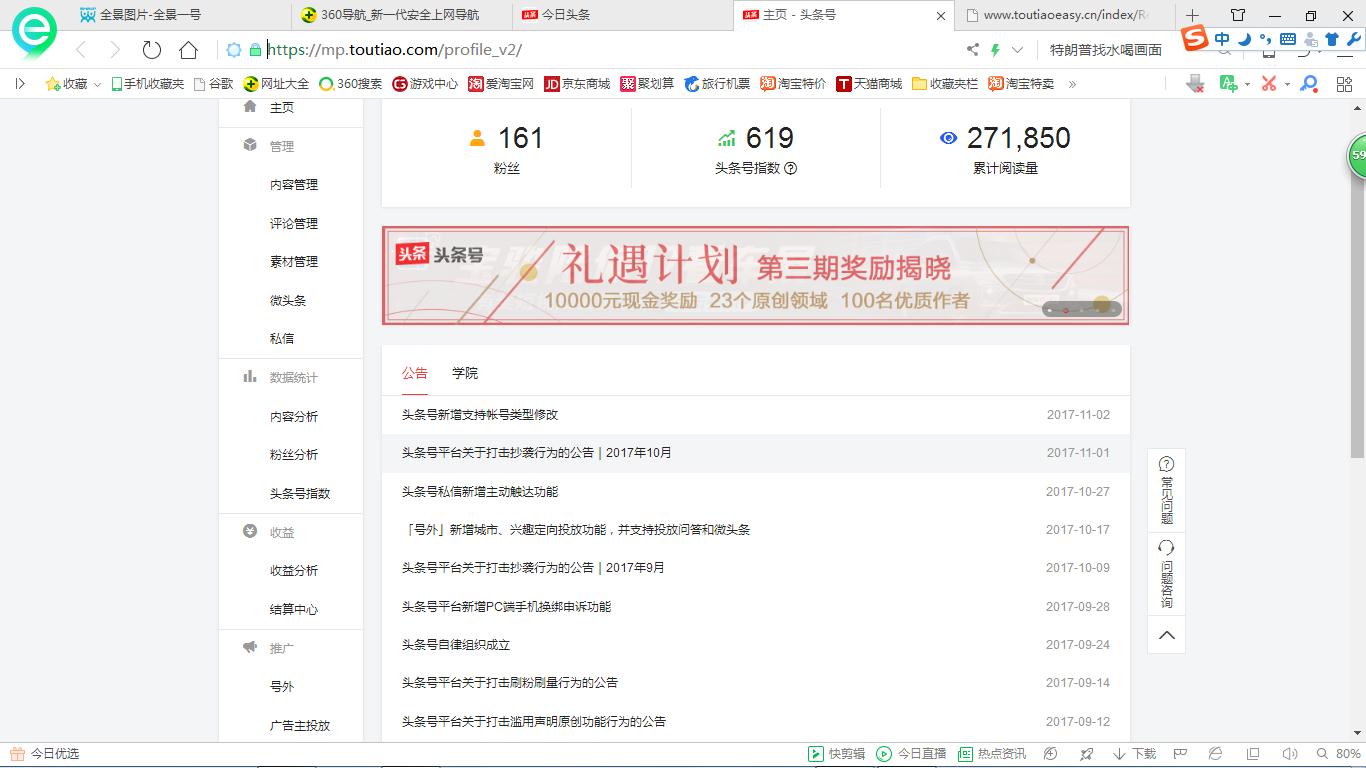 全景图片-全景一号
360导航_新一代安全上网导航
头条 今日头条
头条 主页 - 头条号
www.toutiaoeasy.cn/index/Re
中
https://mp.toutiao.com/profile_v2/
特朗普找水喝画面
收藏 手机收藏夹 谷歌 网址大全 360搜索 游戏中心 淘 爱淘宝网 JD 京东商城 聚 聚划算 旅行机票 淘 淘宝特价 T 天猫商城 收藏夹栏 淘 淘宝特卖 »
主页
管理
内容管理
评论管理
素材管理
微头条
私信
数据统计
内容分析
粉丝分析
头条号指数
收益
收益分析
结算中心
推广
号外
广告主投放
161
粉丝
619
头条号指数
271,850
累计阅读量
59
头条 头条号
礼遇计划 第三期奖励揭晓
10000元现金奖励 23个原创领域 100名优质作者
公告 学院
头条号新增支持帐号类型修改 2017-11-02
头条号平台关于打击抄袭行为的公告 | 2017年10月 2017-11-01
头条号私信新增主动触达功能 2017-10-27
「号外」新增城市、兴趣定向投放功能，并支持投放问答和微头条 2017-10-17
头条号平台关于打击抄袭行为的公告 | 2017年9月 2017-10-09
头条号平台新增PC端手机换绑申诉功能 2017-09-28
头条号自律组织成立 2017-09-24
头条号平台关于打击刷粉刷量行为的公告 2017-09-14
头条号平台关于打击滥用声明原创功能行为的公告 2017-09-12
常见问题
问题咨询
今日优选
快剪辑 今日直播 热点资讯 下载 80%